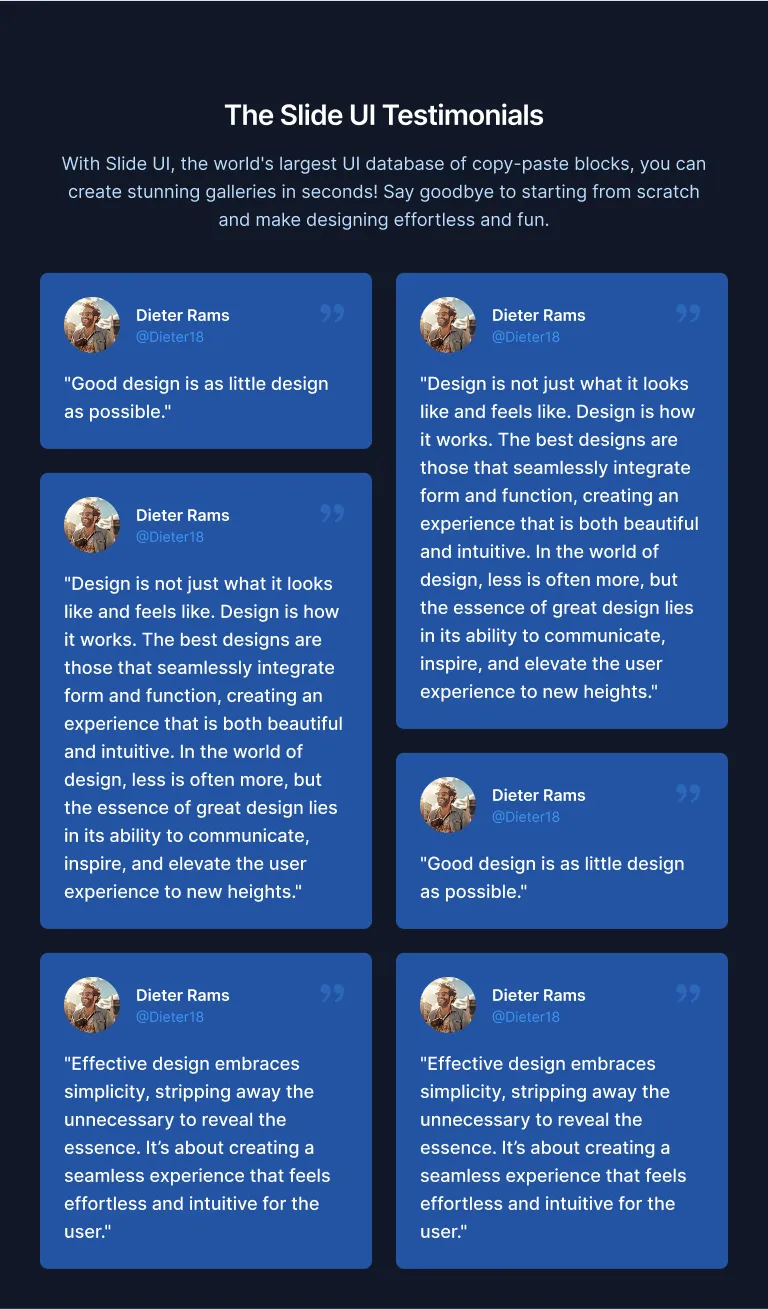 The Slide UI Testimonials
With Slide UI, the world's largest UI database of copy-paste blocks, you can
create stunning galleries in seconds! Say goodbye to starting from scratch
and make designing effortless and fun.
Dieter Rams
@Dieter18
"Good design is as little design
as possible."
Dieter Rams
@Dieter18
"Design is not just what it looks
like and feels like. Design is how
it works. The best designs are
those that seamlessly integrate
form and function, creating an
experience that is both beautiful
and intuitive. In the world of
design, less is often more, but
the essence of great design lies
in its ability to communicate,
inspire, and elevate the user
experience to new heights."
Dieter Rams
@Dieter18
"Effective design embraces
simplicity, stripping away the
unnecessary to reveal the
essence. It’s about creating a
seamless experience that feels
effortless and intuitive for the
user."
Dieter Rams
@Dieter18
"Design is not just what it looks
like and feels like. Design is how
it works. The best designs are
those that seamlessly integrate
form and function, creating an
experience that is both beautiful
and intuitive. In the world of
design, less is often more, but
the essence of great design lies
in its ability to communicate,
inspire, and elevate the user
experience to new heights."
Dieter Rams
@Dieter18
"Good design is as little design
as possible."
Dieter Rams
@Dieter18
"Effective design embraces
simplicity, stripping away the
unnecessary to reveal the
essence. It’s about creating a
seamless experience that feels
effortless and intuitive for the
user."